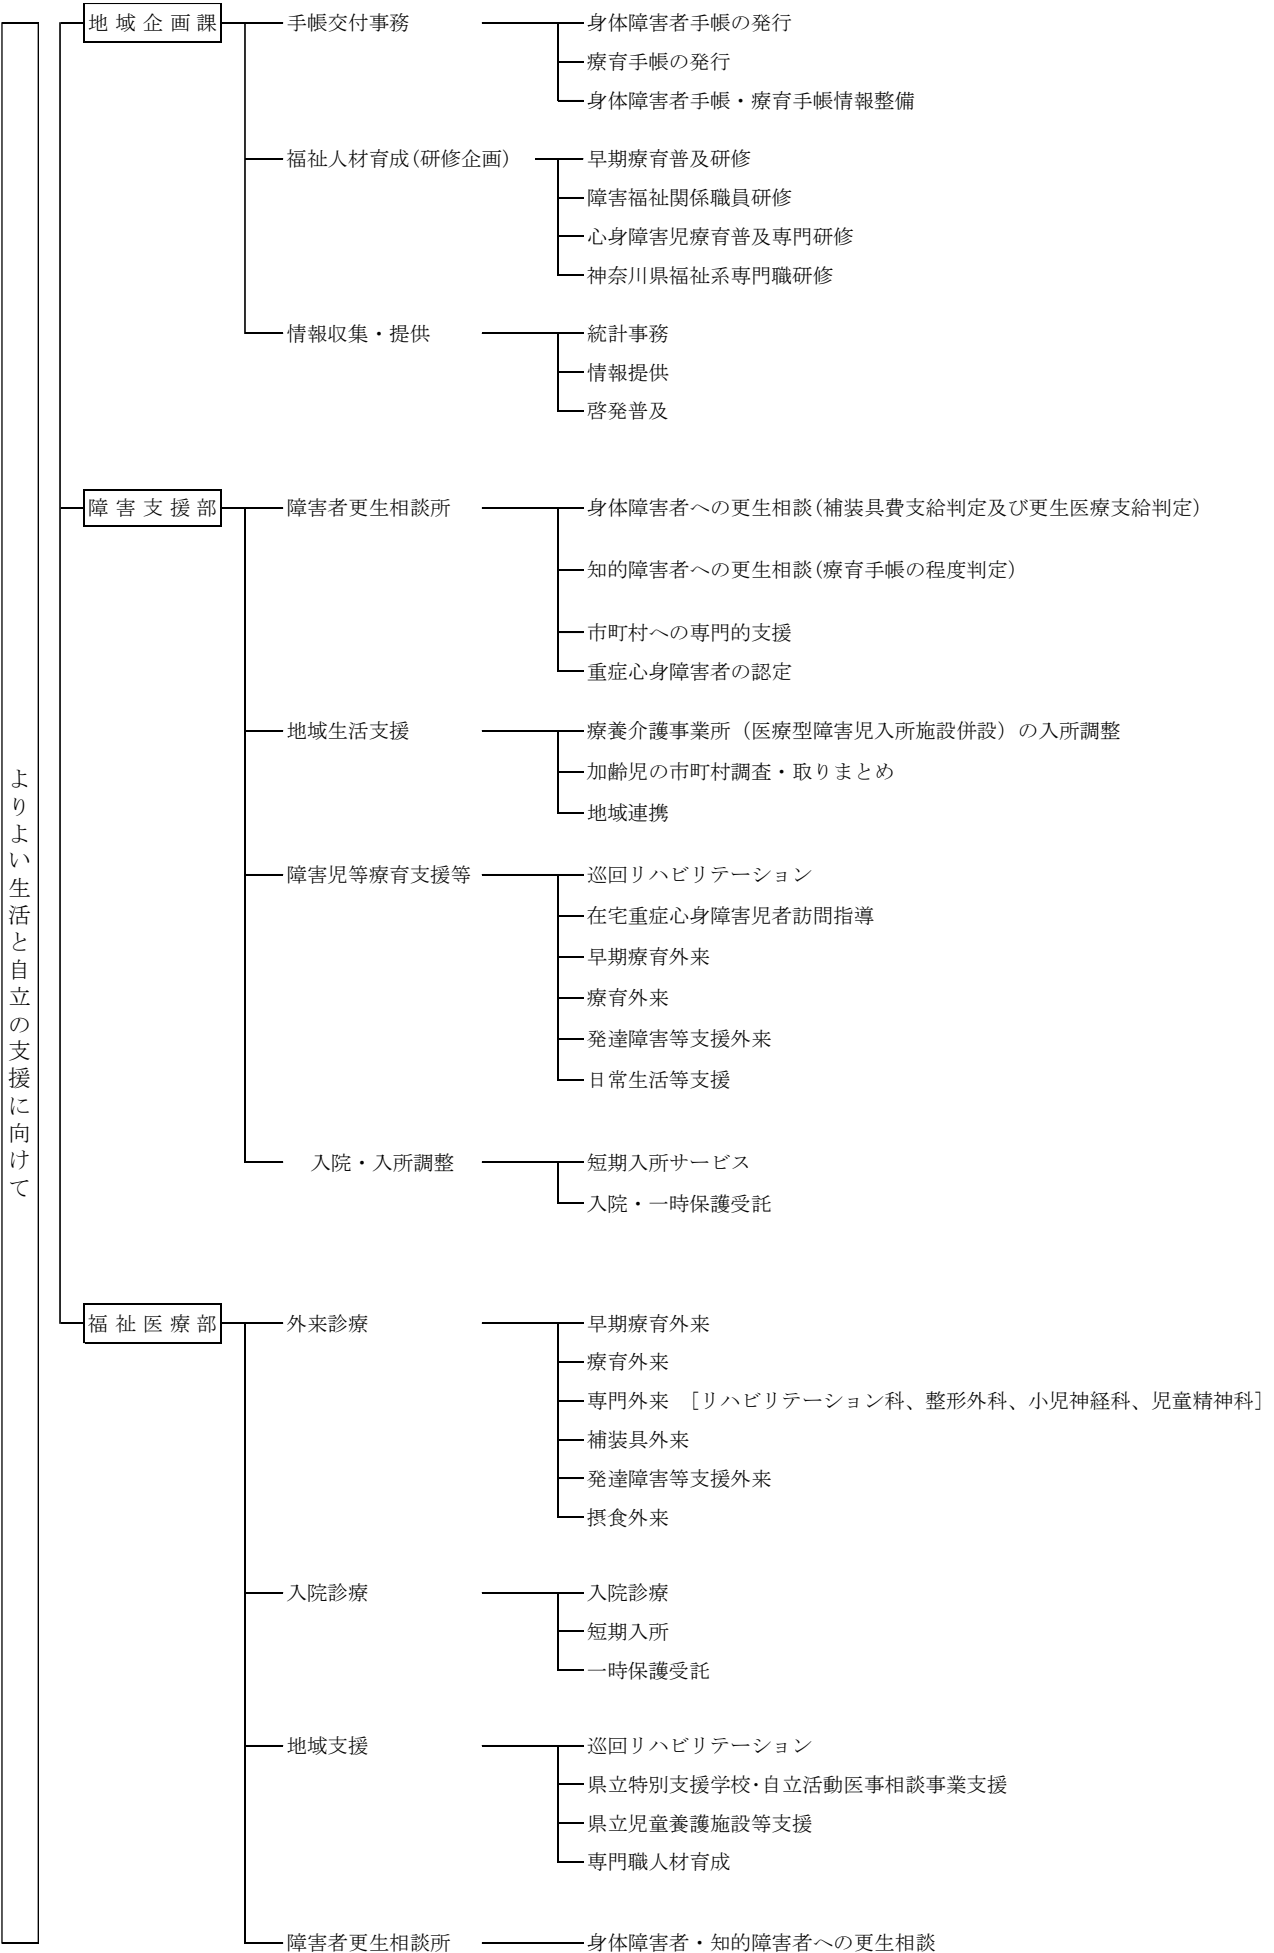 よりよい生活と自立の支援に向けて
地域企画課
手帳交付事務
身体障害者手帳の発行
療育手帳の発行
身体障害者手帳・療育手帳情報整備
福祉人材育成(研修企画)
早期療育普及研修
障害福祉関係職員研修
心身障害児療育普及専門研修
神奈川県福祉系専門職研修
情報収集・提供
統計事務
情報提供
啓発普及
障害支援部
障害者更生相談所
身体障害者への更生相談(補装具費支給判定及び更生医療支給判定)
知的障害者への更生相談(療育手帳の程度判定)
市町村への専門的支援
重症心身障害者の認定
地域生活支援
療養介護事業所（医療型障害児入所施設併設）の入所調整
加齢児の市町村調査・取りまとめ
地域連携
障害児等療育支援等
巡回リハビリテーション
在宅重症心身障害児者訪問指導
早期療育外来
療育外来
発達障害等支援外来
日常生活等支援
入院・入所調整
短期入所サービス
入院・一時保護受託
福祉医療部
外来診療
早期療育外来
療育外来
専門外来　[リハビリテーション科、整形外科、小児神経科、児童精神科]
補装具外来
発達障害等支援外来
摂食外来
入院診療
入院診療
短期入所
一時保護受託
地域支援
巡回リハビリテーション
県立特別支援学校･自立活動医事相談事業支援
県立児童養護施設等支援
専門職人材育成
障害者更生相談所
身体障害者・知的障害者への更生相談